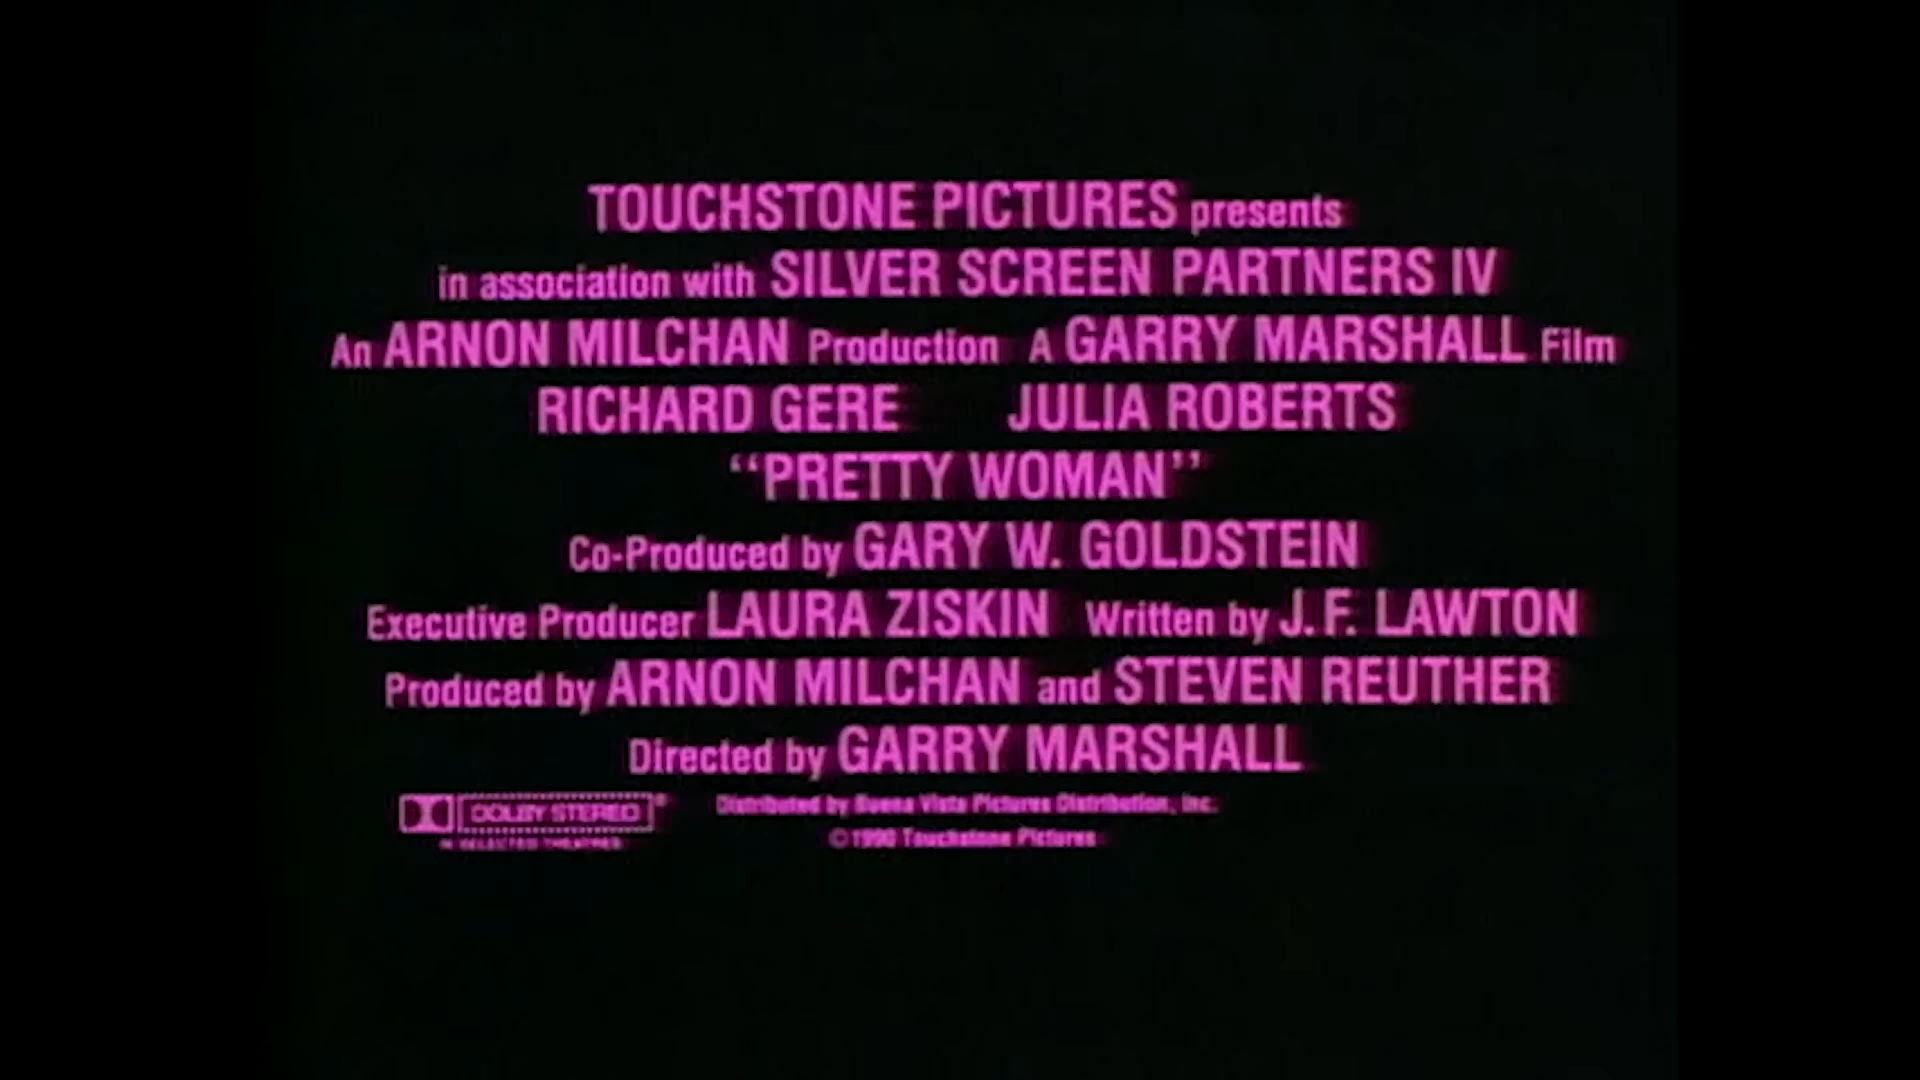 TOUCHSTONE PICTURES presents
in association with SILVER SCREEN PARTNERS IV
An ARNON MILCHAN Production A GARRY MARSHALL Film
RICHARD GERE JULIA ROBERTS
“PRETTY WOMAN”
Co-Produced by GARY W. GOLDSTEIN
Executive Producer LAURA ZISKIN Written by J. F. LAWTON
Produced by ARNON MILCHAN and STEVEN REUTHER
Directed by GARRY MARSHALL
DOLBY STEREO®
IN SELECTED THEATRES
Distributed by Buena Vista Pictures Distribution, Inc.
©1990 Touchstone Pictures